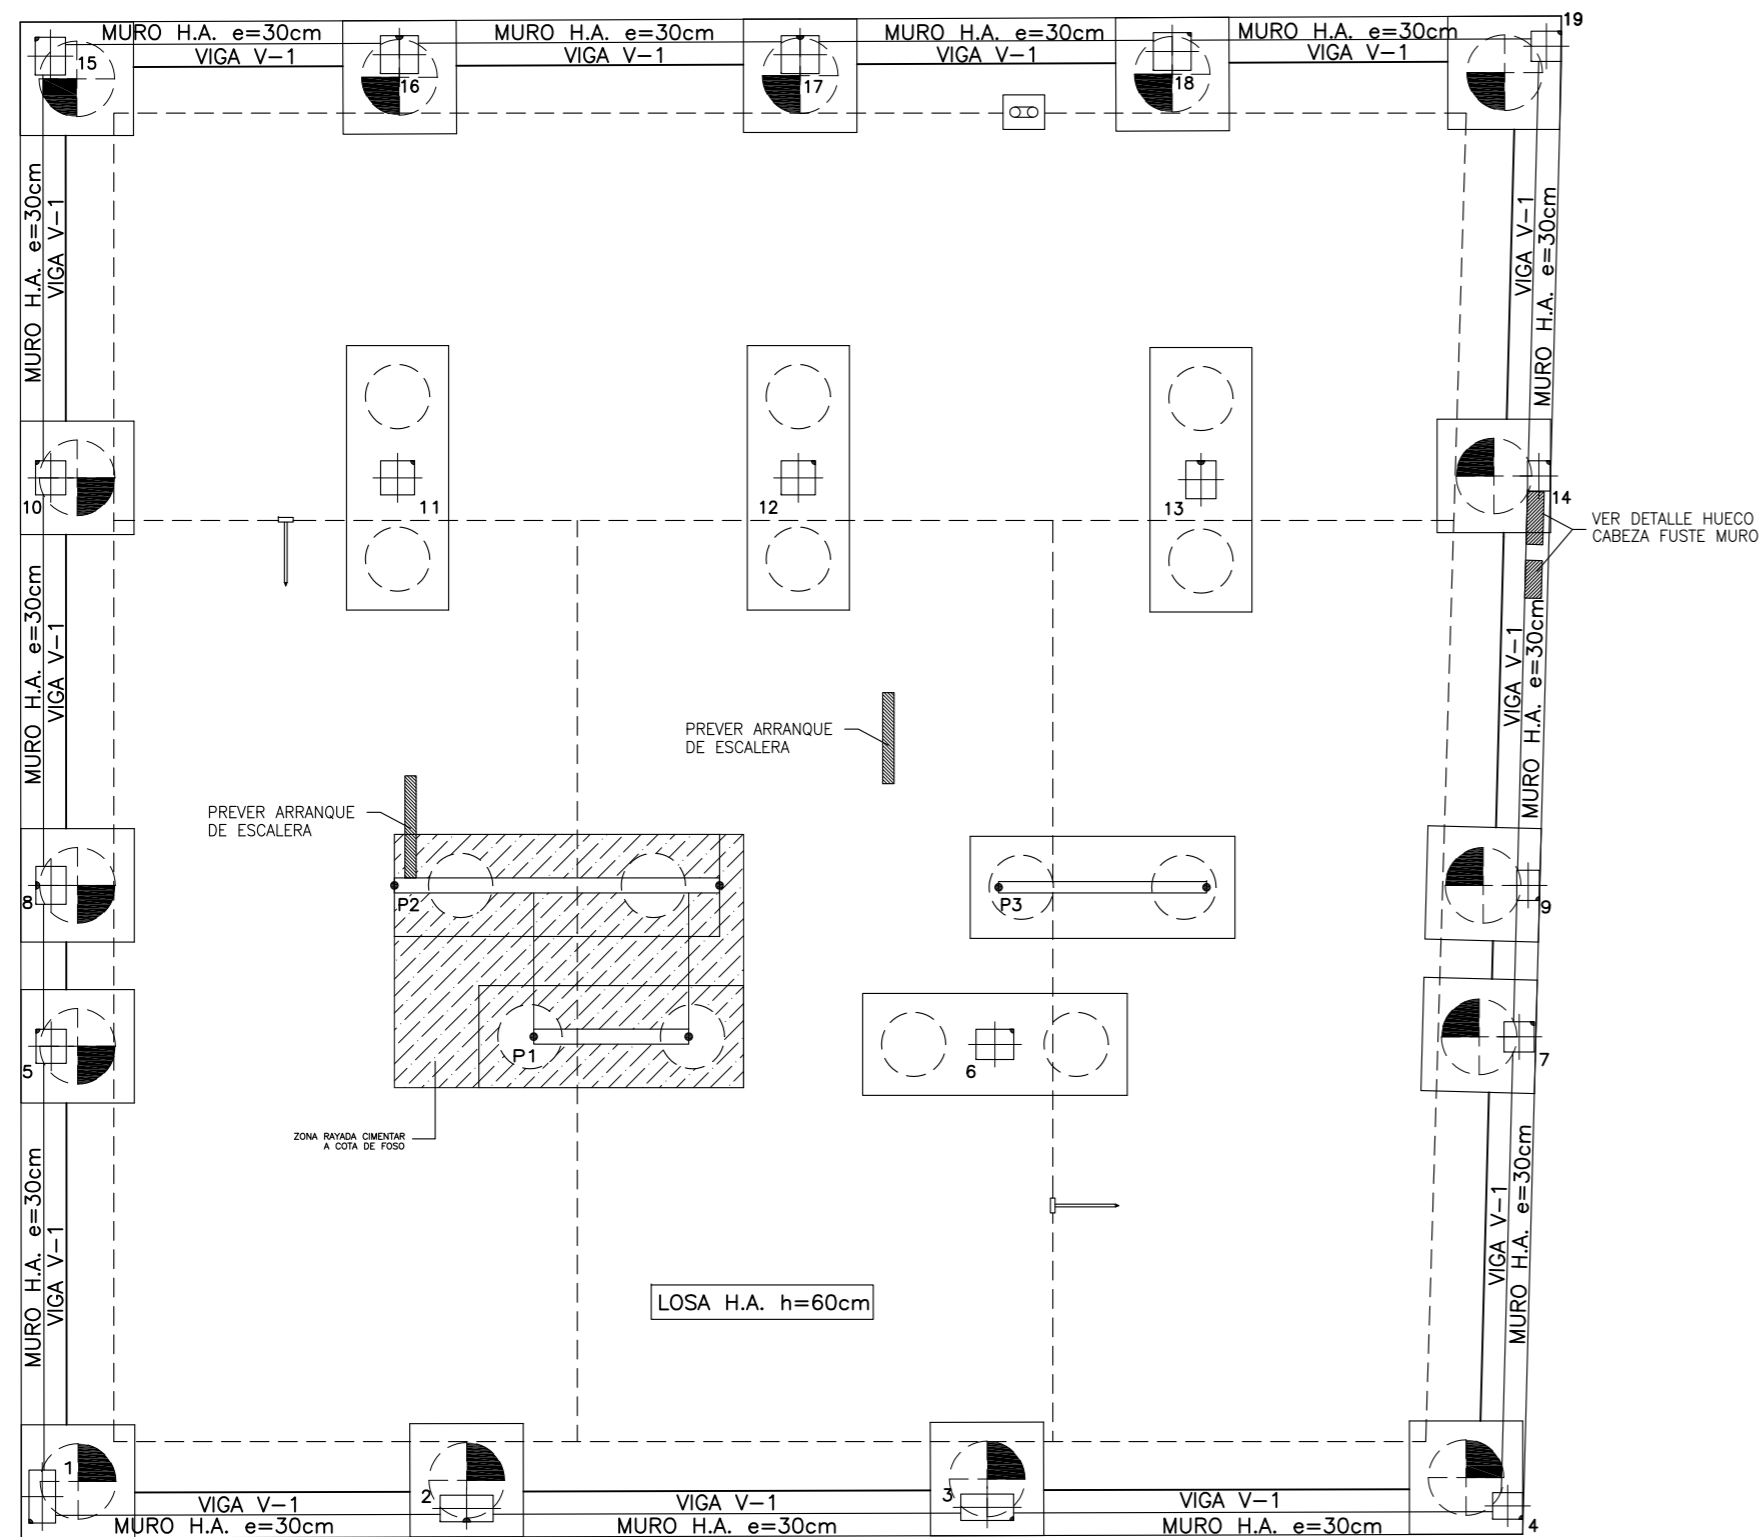 MURO H.A. e=30cm
MURO H.A. e=30cm
MURO H.A. e=30cm
MURO H.A. e=30cm
19
VIGA V-1
VIGA V-1
VIGA V-1
VIGA V-1
15
16
17
18
MURO H.A. e=30cm
VIGA V-1
VIGA V-1
MURO H.A. e=30cm
10
11
12
13
14
VER DETALLE HUECO
CABEZA FUSTE MURO
MURO H.A. e=30cm
VIGA V-1
VIGA V-1
MURO H.A. e=30cm
PREVER ARRANQUE
DE ESCALERA
PREVER ARRANQUE
DE ESCALERA
8
P2
P3
9
5
P1
6
7
ZONA RAYADA CIMENTAR
A COTA DE FOSO
MURO H.A. e=30cm
VIGA V-1
VIGA V-1
MURO H.A. e=30cm
LOSA H.A. h=60cm
1
2
3
4
VIGA V-1
VIGA V-1
VIGA V-1
MURO H.A. e=30cm
MURO H.A. e=30cm
MURO H.A. e=30cm